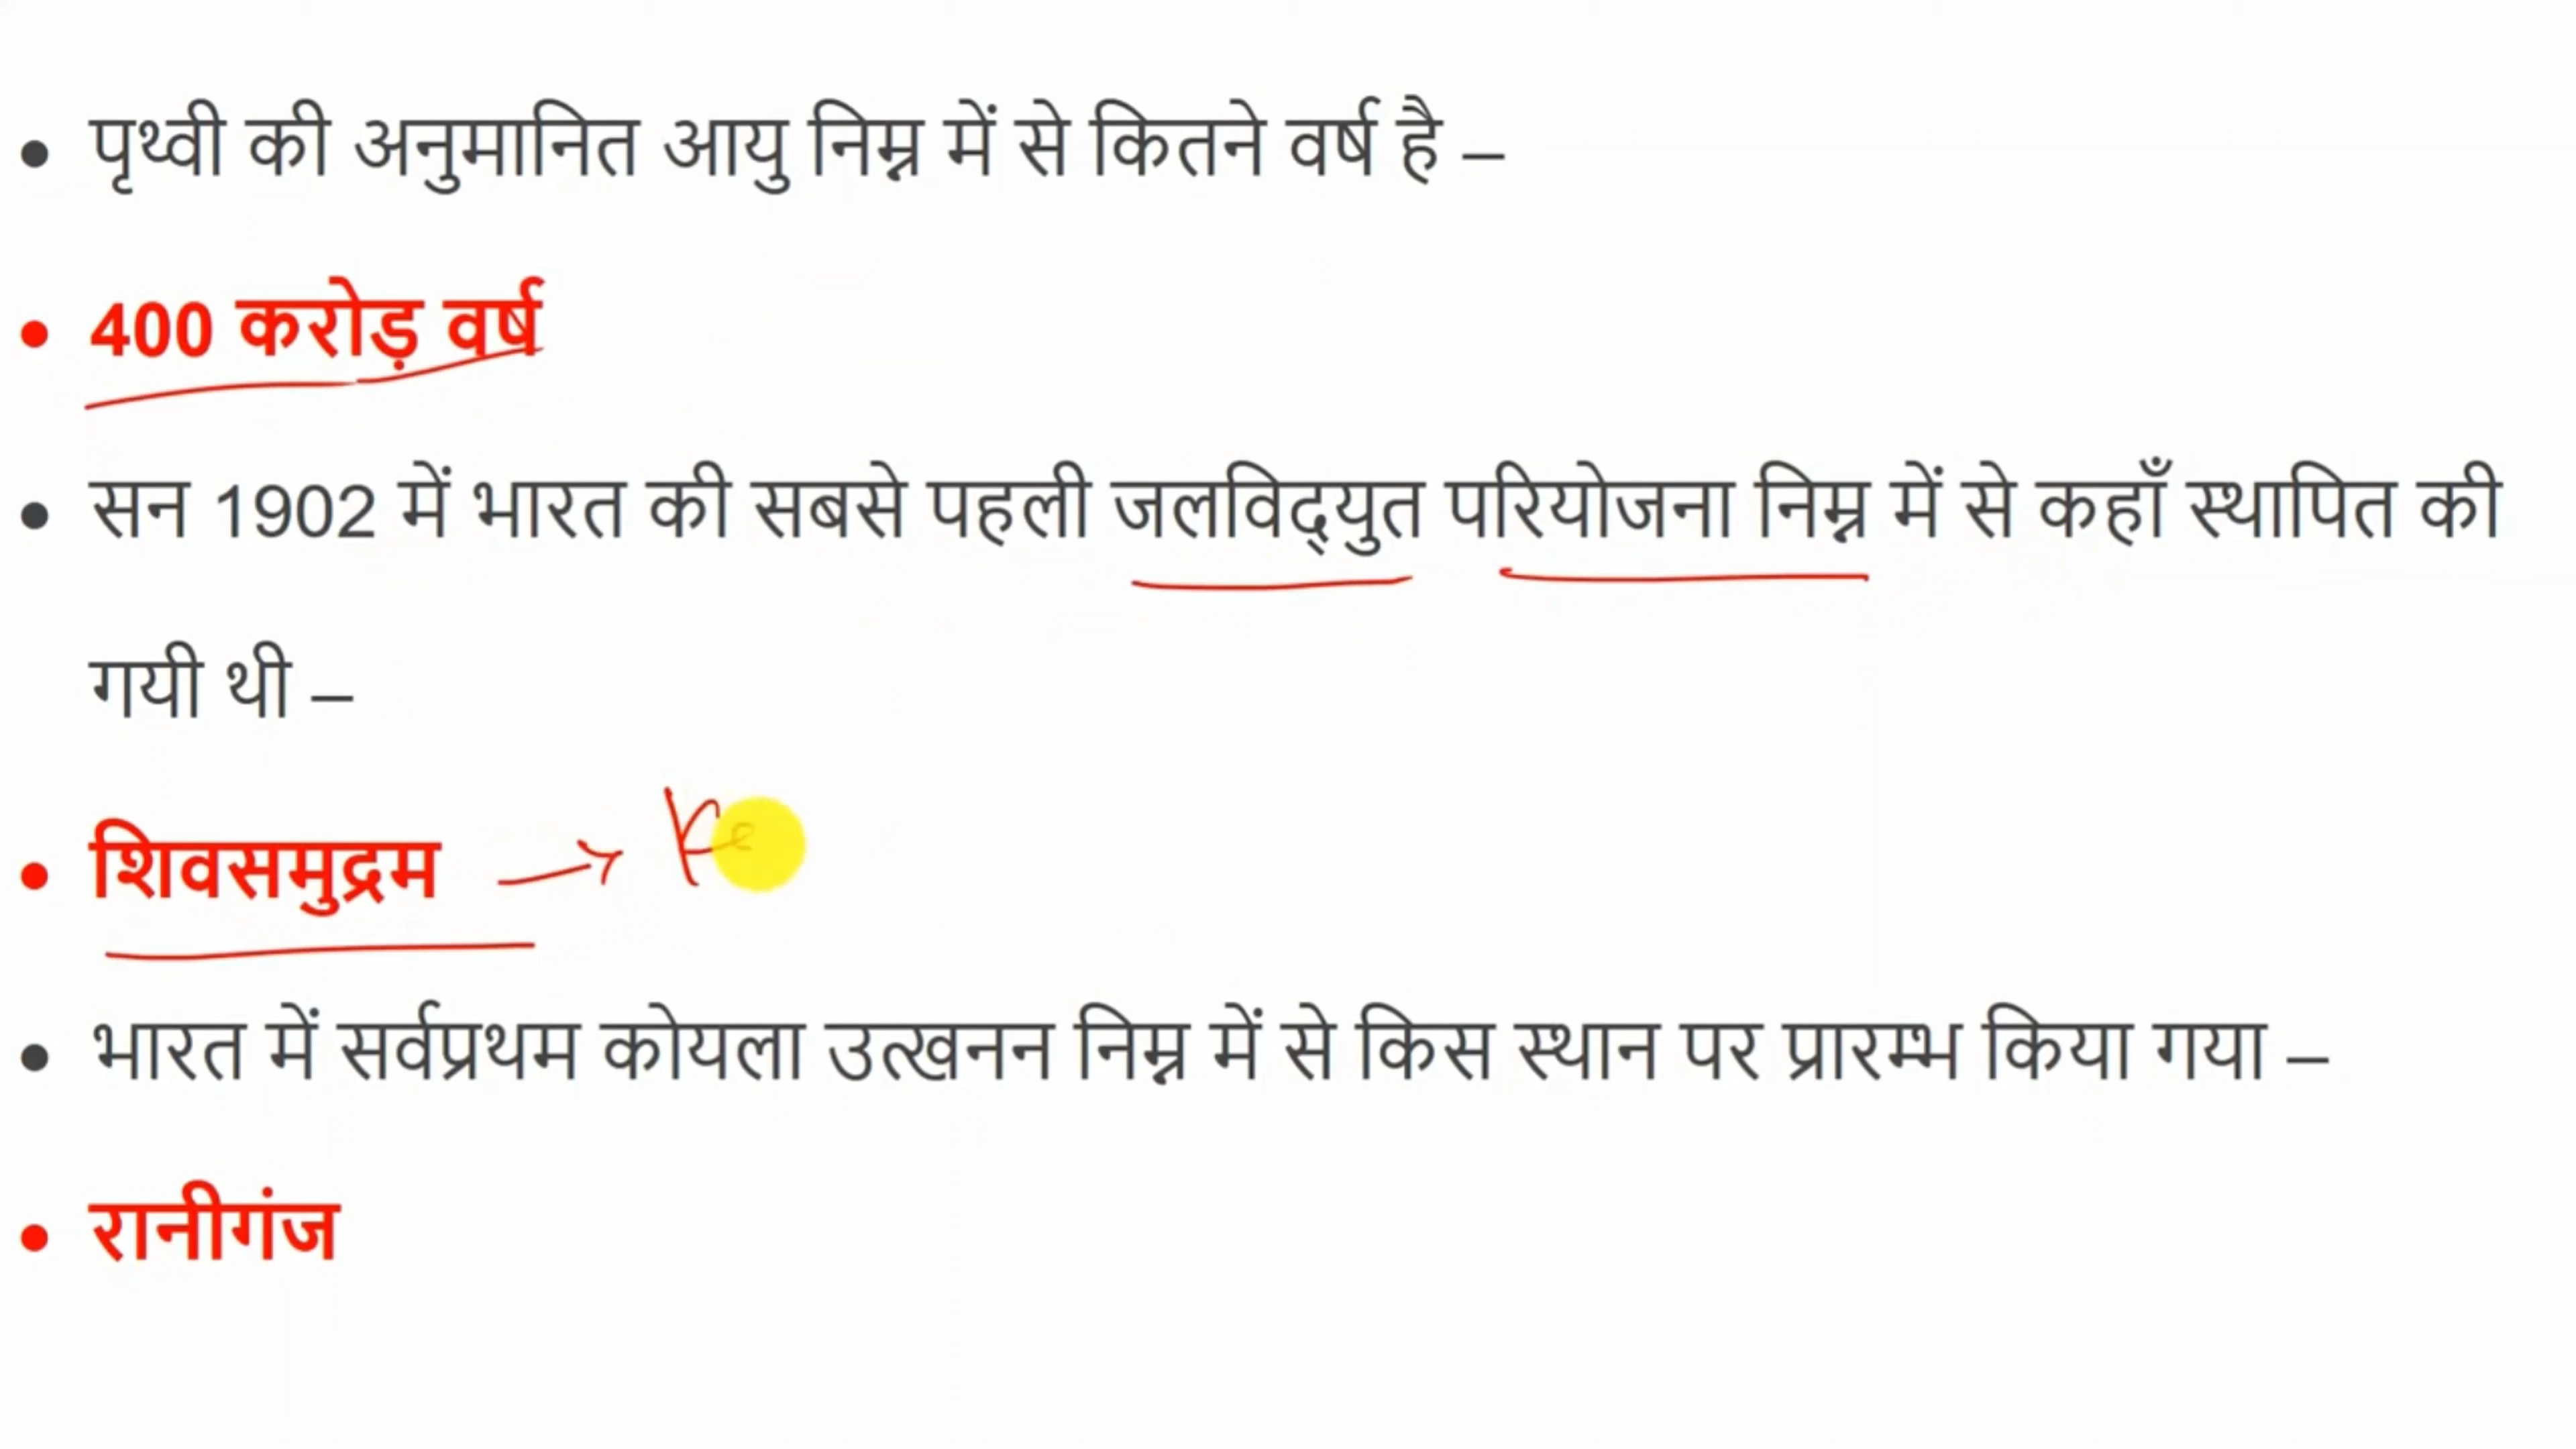 • पृथ्वी की अनुमानित आयु निम्न में से कितने वर्ष है –
• 400 करोड़ वर्ष
• सन 1902 में भारत की सबसे पहली जलविद्युत परियोजना निम्न में से कहाँ स्थापित की
गयी थी –
• शिवसमुद्रम
• भारत में सर्वप्रथम कोयला उत्खनन निम्न में से किस स्थान पर प्रारम्भ किया गया –
• रानीगंज